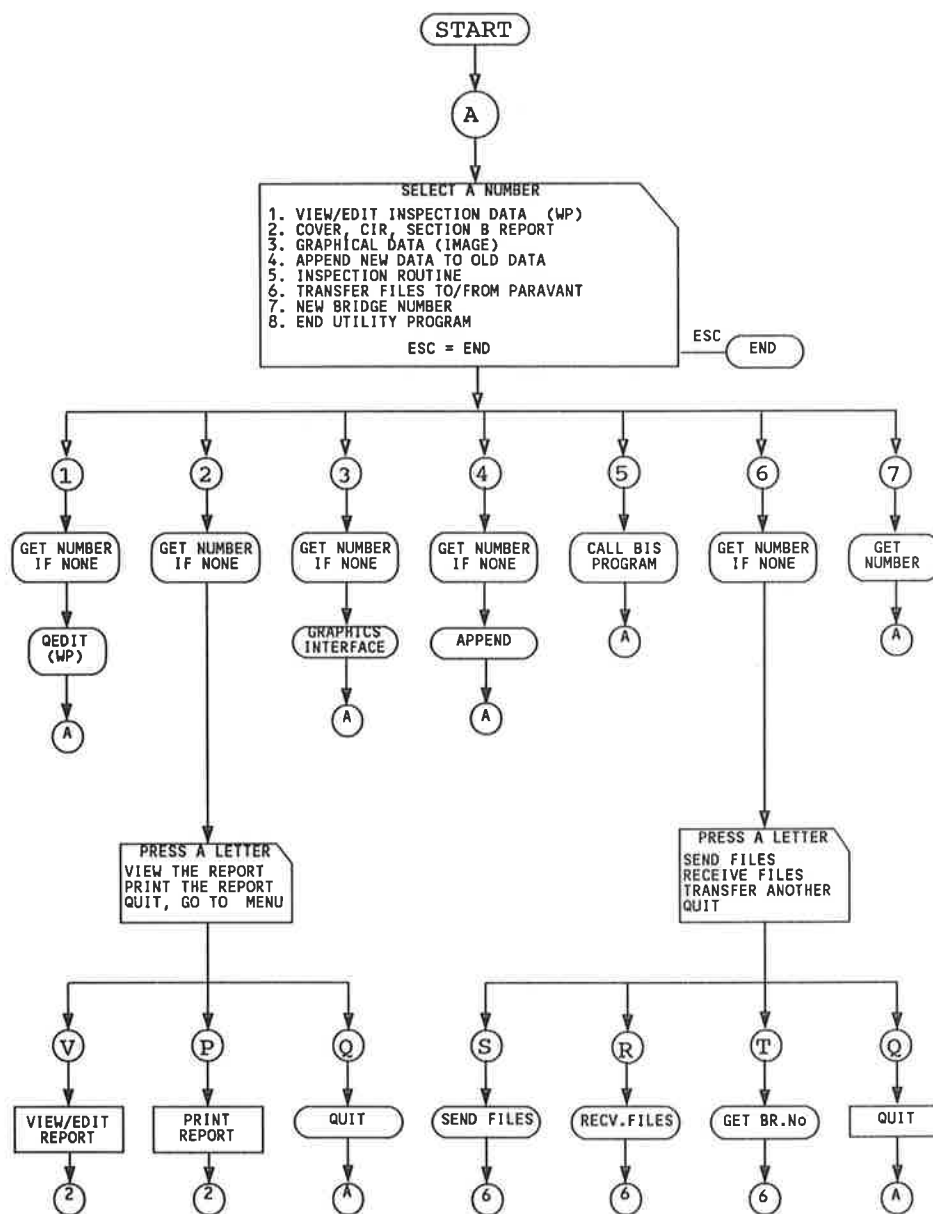 START
A
SELECT A NUMBER
1. VIEW/EDIT INSPECTION DATA (WP)
2. COVER, CIR, SECTION B REPORT
3. GRAPHICAL DATA (IMAGE)
4. APPEND NEW DATA TO OLD DATA
5. INSPECTION ROUTINE
6. TRANSFER FILES TO/FROM PARAVANT
7. NEW BRIDGE NUMBER
8. END UTILITY PROGRAM
ESC = END
ESC
END
1 2 3 4 5 6 7
GET NUMBER
IF NONE
GET NUMBER
IF NONE
GET NUMBER
IF NONE
GET NUMBER
IF NONE
CALL BIS
PROGRAM
GET NUMBER
IF NONE
GET
NUMBER
QEDIT
(WP)
GRAPHICS
INTERFACE
APPEND
A
A
A
A
A
PRESS A LETTER
VIEW THE REPORT
PRINT THE REPORT
QUIT, GO TO MENU
PRESS A LETTER
SEND FILES
RECEIVE FILES
TRANSFER ANOTHER
QUIT
V P Q S R T Q
VIEW/EDIT
REPORT
PRINT
REPORT
QUIT
SEND FILES
RECV.FILES
GET BR.No
QUIT
2 2 A 6 6 6 A